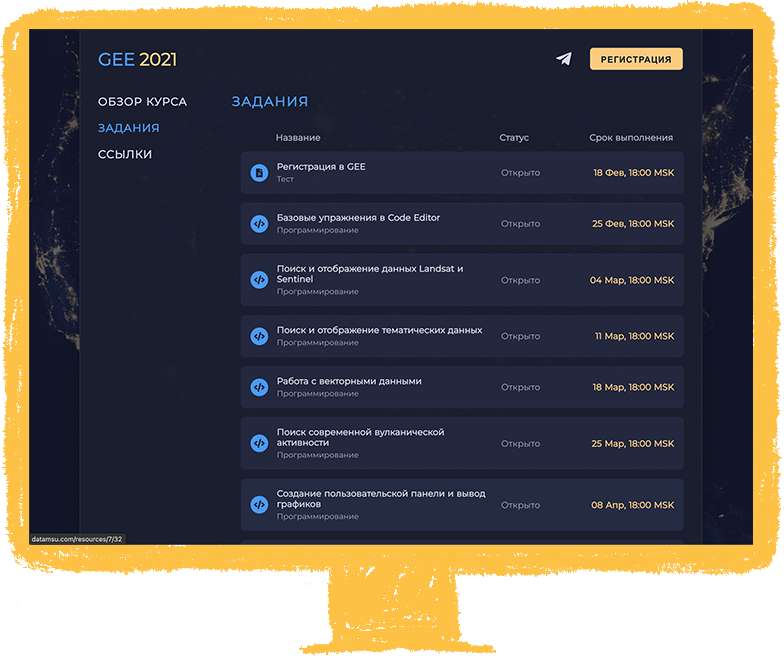 GEE 2021
РЕГИСТРАЦИЯ
ОБЗОР КУРСА
ЗАДАНИЯ
ССЫЛКИ
ЗАДАНИЯ
Название Статус Срок выполнения
Регистрация в GEE
Тест
Открыто
18 Фев, 18:00 MSK
Базовые упражнения в Code Editor
Программирование
Открыто
25 Фев, 18:00 MSK
Поиск и отображение данных Landsat и
Sentinel
Программирование
Открыто
04 Мар, 18:00 MSK
Поиск и отображение тематических данных
Программирование
Открыто
11 Мар, 18:00 MSK
Работа с векторными данными
Программирование
Открыто
18 Мар, 18:00 MSK
Поиск современной вулканической
активности
Программирование
Открыто
25 Мар, 18:00 MSK
Создание пользовательской панели и вывод
графиков
Программирование
Открыто
08 Апр, 18:00 MSK
datamsu.com/resources/7/32